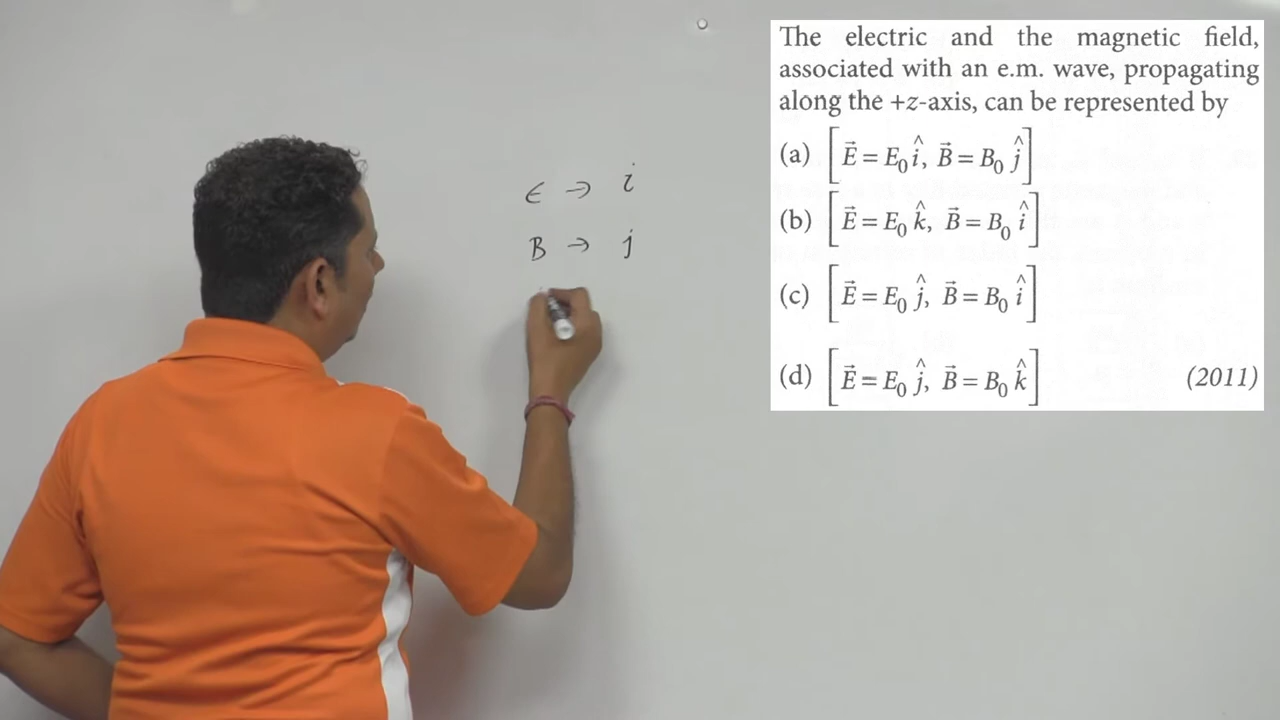 E → i
B → j
The electric and the magnetic field,
associated with an e.m. wave, propagating
along the +z-axis, can be represented by
(a) [E⃗ = E₀ î, B⃗ = B₀ ĵ]
(b) [E⃗ = E₀ k̂, B⃗ = B₀ î]
(c) [E⃗ = E₀ ĵ, B⃗ = B₀ î]
(d) [E⃗ = E₀ ĵ, B⃗ = B₀ k̂] (2011)